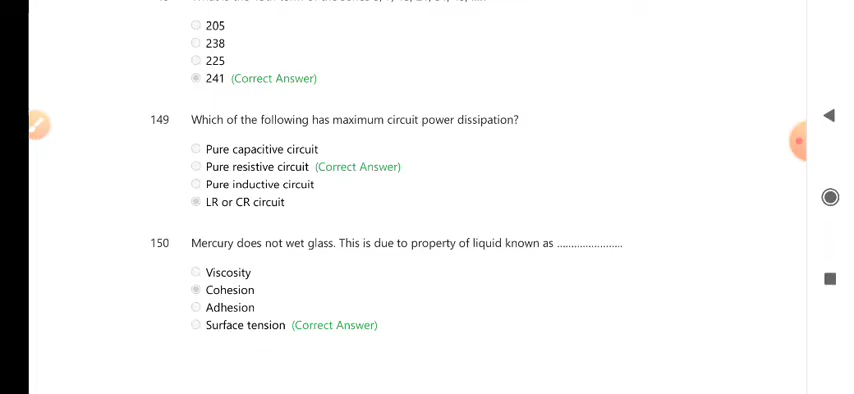 205
238
225
241 (Correct Answer)
149 Which of the following has maximum circuit power dissipation?
Pure capacitive circuit
Pure resistive circuit (Correct Answer)
Pure inductive circuit
LR or CR circuit
150 Mercury does not wet glass. This is due to property of liquid known as .......................
Viscosity
Cohesion
Adhesion
Surface tension (Correct Answer)